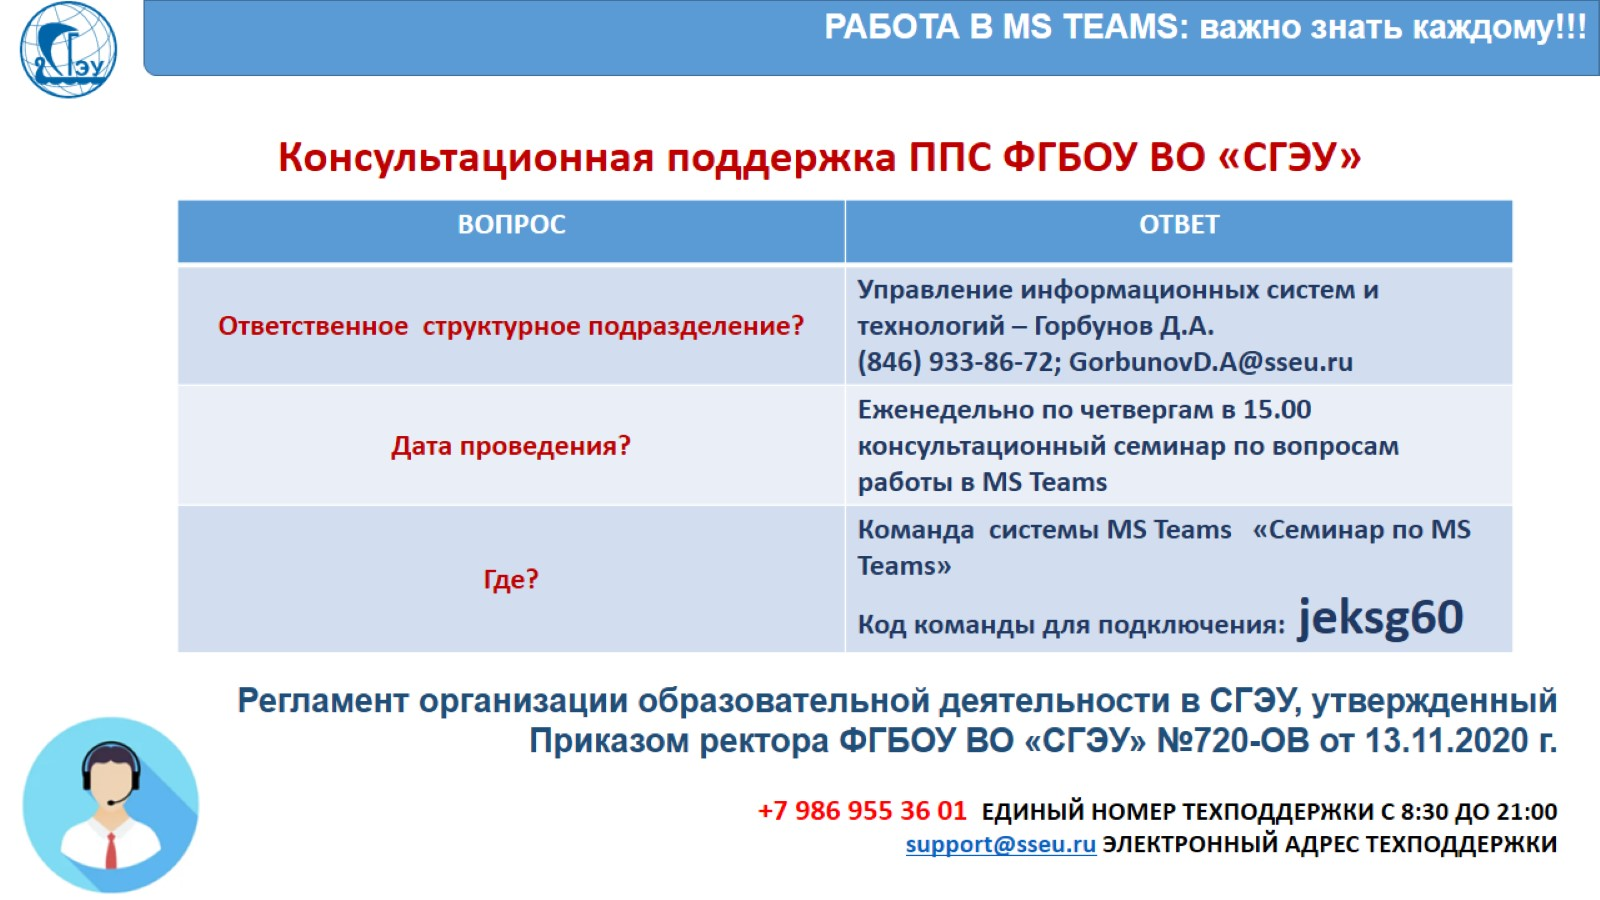 СГЭУ
РАБОТА В MS TEAMS: важно знать каждому!!!
Консультационная поддержка ППС ФГБОУ ВО «СГЭУ»
ВОПРОС
ОТВЕТ
Ответственное структурное подразделение?
Управление информационных систем и
технологий – Горбунов Д.А.
(846) 933-86-72; GorbunovD.A@sseu.ru
Дата проведения?
Еженедельно по четвергам в 15.00
консультационный семинар по вопросам
работы в MS Teams
Где?
Команда системы MS Teams «Семинар по MS
Teams»
Код команды для подключения: jeksg60
Регламент организации образовательной деятельности в СГЭУ, утвержденный
Приказом ректора ФГБОУ ВО «СГЭУ» №720-ОВ от 13.11.2020 г.
+7 986 955 36 01 ЕДИНЫЙ НОМЕР ТЕХПОДДЕРЖКИ С 8:30 ДО 21:00
support@sseu.ru ЭЛЕКТРОННЫЙ АДРЕС ТЕХПОДДЕРЖКИ